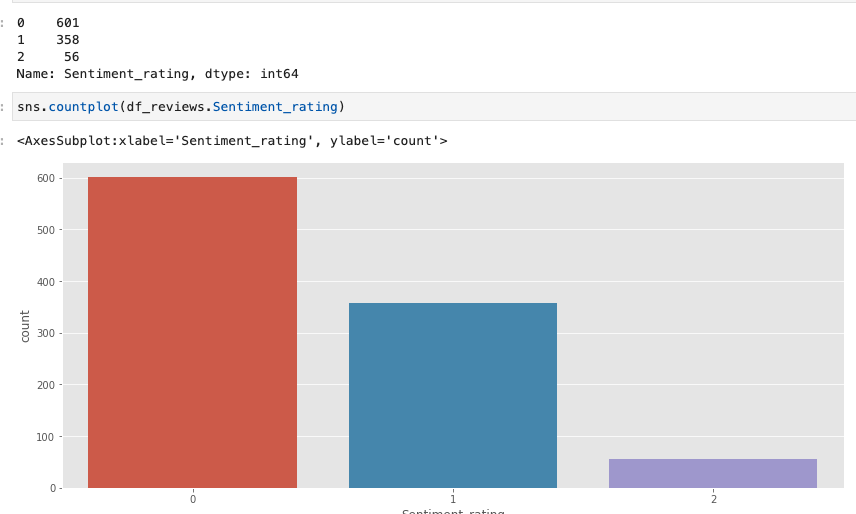 0    601
1    358
2     56
Name: Sentiment_rating, dtype: int64
sns.countplot(df_reviews.Sentiment_rating)
<AxesSubplot:xlabel='Sentiment_rating', ylabel='count'>
600
500
400
300
200
100
0
count
0 1 2
Sentiment_rating